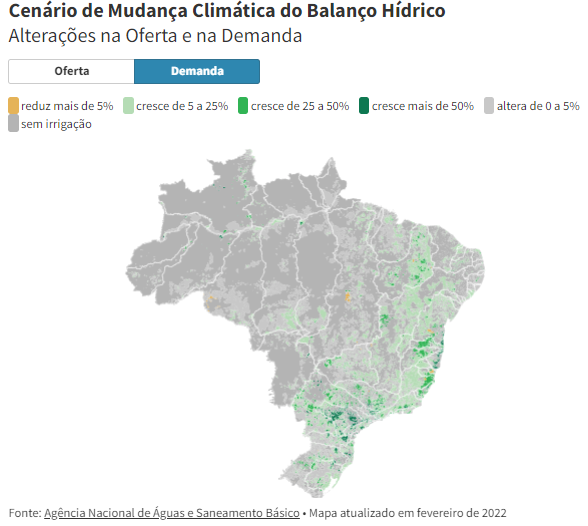 Cenário de Mudança Climática do Balanço Hídrico
Alterações na Oferta e na Demanda
Oferta Demanda
reduz mais de 5% cresce de 5 a 25% cresce de 25 a 50% cresce mais de 50% altera de 0 a 5%
sem irrigação
Fonte: Agência Nacional de Águas e Saneamento Básico • Mapa atualizado em fevereiro de 2022